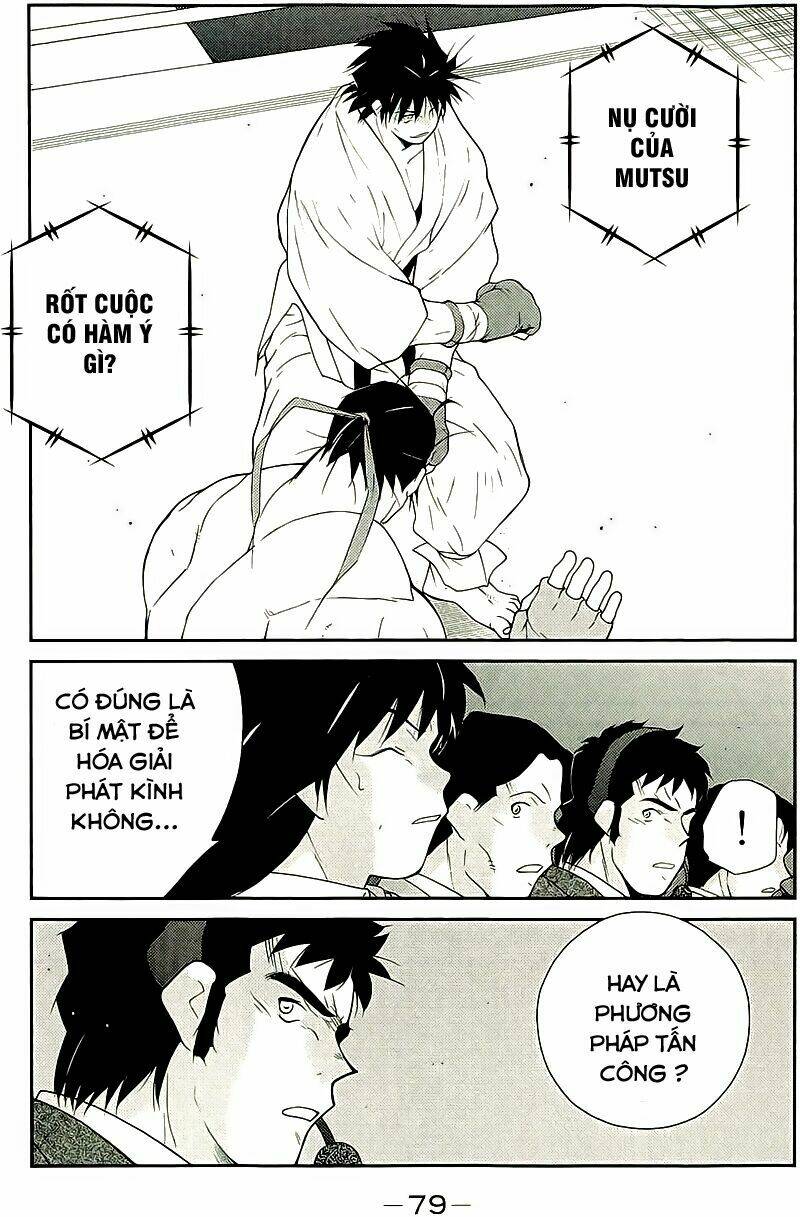 NỤ CƯỜI
CỦA
MUTSU
RỐT CUỘC
CÓ HÀM Ý
GÌ?
CÓ ĐÚNG LÀ
BÍ MẬT ĐỂ
HÓA GIẢI
PHÁT KÌNH
KHÔNG...
!
HAY LÀ
PHƯƠNG
PHÁP TẤN
CÔNG ?
-79-